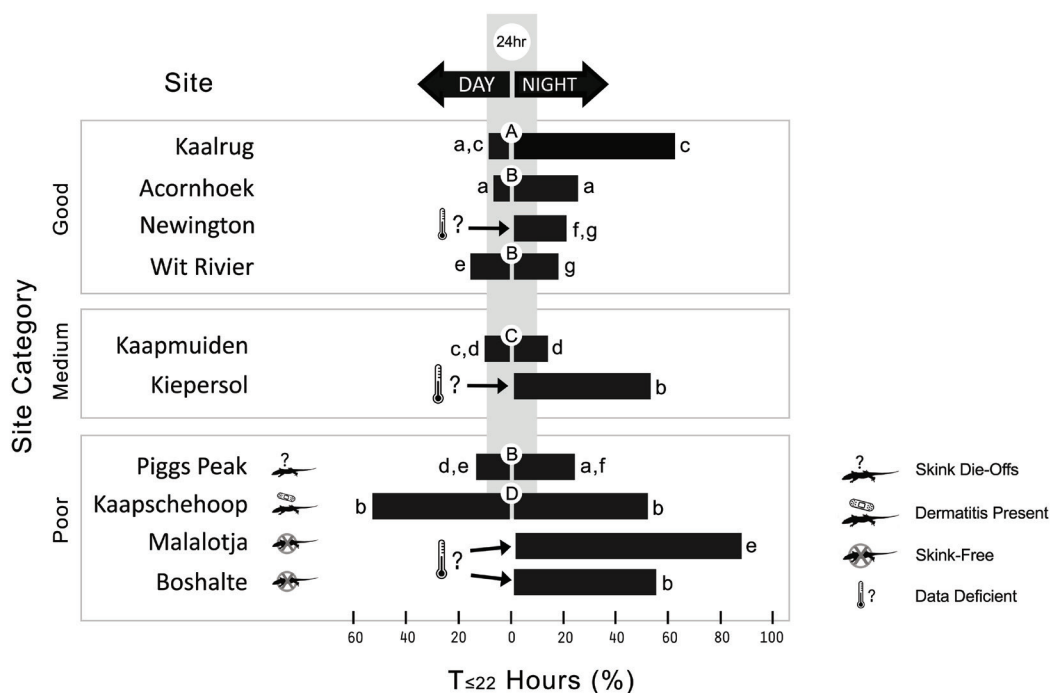 24hr
Site
DAY NIGHT
Site Category
Good
Kaalrug a,c A c
Acornhoek a B a
Newington ? f,g
Wit Rivier e B g
Medium
Kaapmuiden c,d C d
Kiepersol ? b
Poor
Piggs Peak ? d,e B a,f
Kaapschehoop b D b
Malalotja e
?
Boshalte b
60 40 20 0 20 40 60 80 100
T≤22 Hours (%)
? Skink Die-Offs
Dermatitis Present
Skink-Free
? Data Deficient